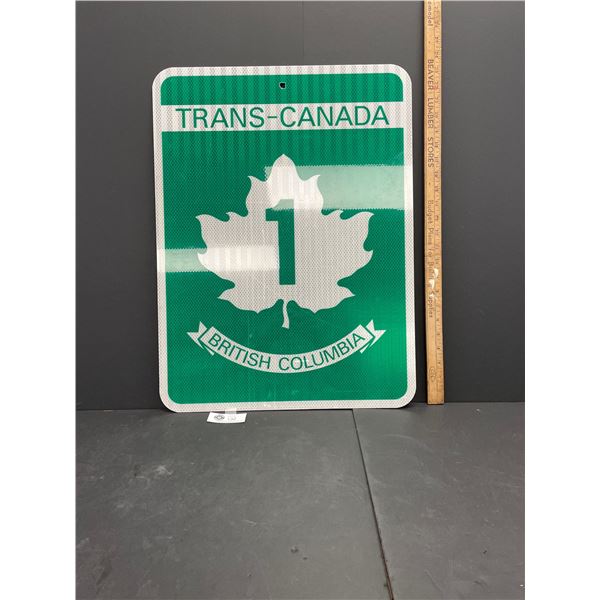 TRANS-CANADA
1
BRITISH COLUMBIA
BEAVER LUMBER STORES